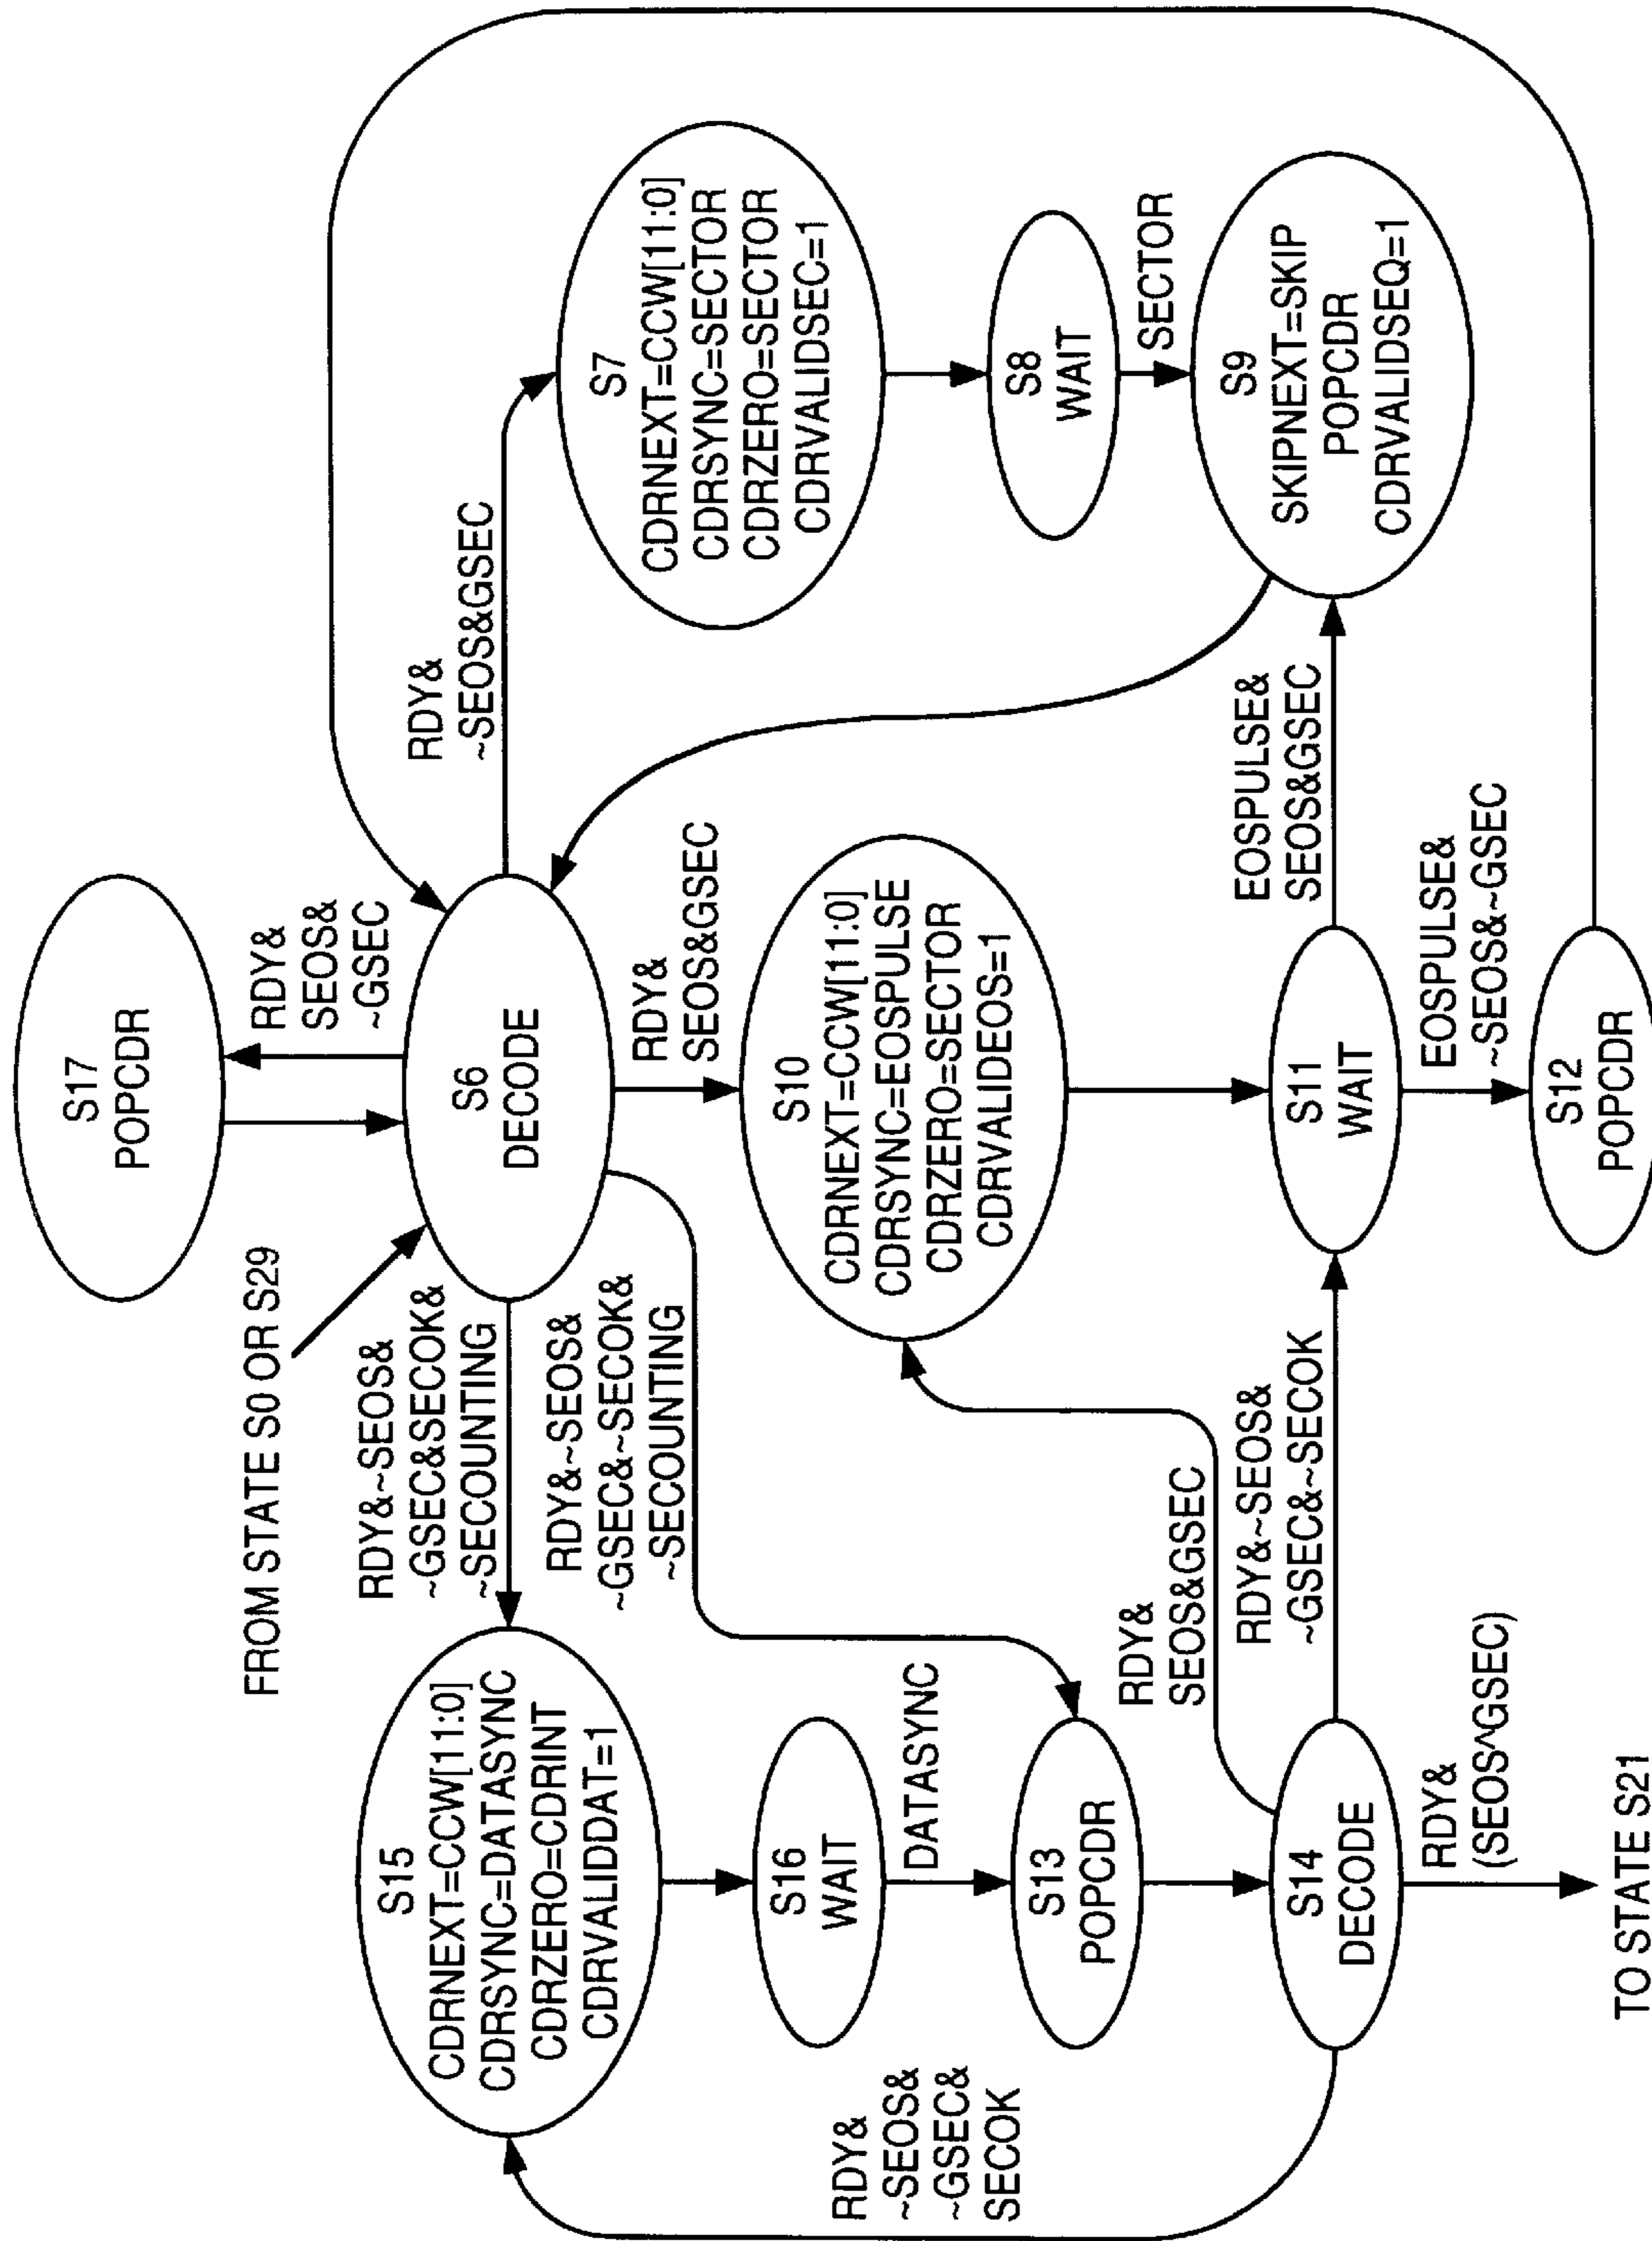 S17
POPCDR
RDY&
SEOS&
~GSEC
FROM STATE S0 OR S29
S6
DECODE
RDY&
~SEOS&GSEC
S7
CDRNEXT=CCW[11:0]
CDRSYNC=SECTOR
CDRZERO=SECTOR
CDRVALIDSEC=1
RDY&~SEOS&
~GSEC&SECOK&
~SECOUNTING
RDY&~SEOS&
~GSEC&~SECOK&
~SECOUNTING
RDY&
SEOS&GSEC
S15
CDRNEXT=CCW[11:0]
CDRSYNC=DATASYNC
CDRZERO=CDRINT
CDRVALIDDAT=1
S10
CDRNEXT=CCW[11:0]
CDRSYNC=EOSPULSE
CDRZERO=SECTOR
CDRVALIDEOS=1
S16
WAIT
S8
WAIT
DATASYNC
SECTOR
S13
POPCDR
RDY&
~SEOS&
~GSEC&
SECOK
RDY&
SEOS&GSEC
RDY&~SEOS&
~GSEC&~SECOK
EOSPULSE&
SEOS&GSEC
S14
DECODE
S11
WAIT
S9
SKIPNEXT=SKIP
POPCDR
CDRVALIDSEQ=1
RDY&
(SEOS^GSEC)
EOSPULSE&
~SEOS&~GSEC
S12
POPCDR
TO STATE S21